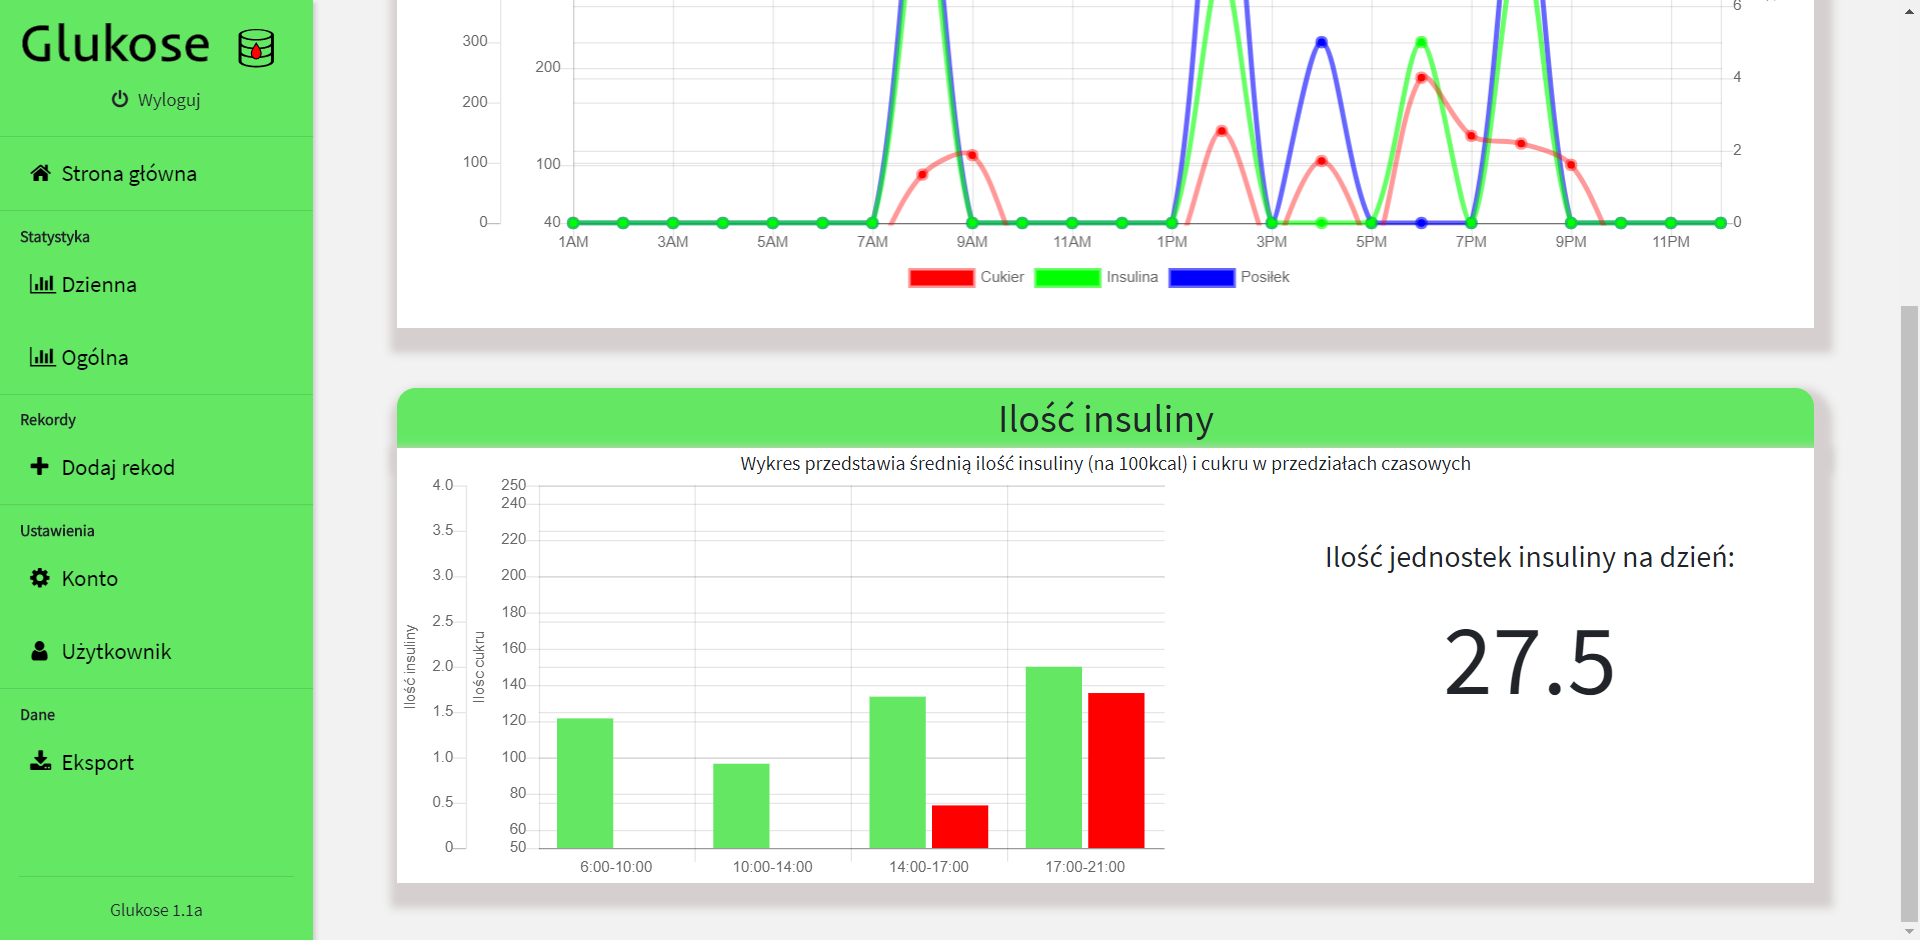 Glukose
Wyloguj
Strona główna
Statystyka
Dzienna
Ogólna
Rekordy
Dodaj rekod
Ustawienia
Konto
Użytkownik
Dane
Eksport
Glukose 1.1a
300
200
100
0
200
100
40
6
4
2
0
1AM 3AM 5AM 7AM 9AM 11AM 1PM 3PM 5PM 7PM 9PM 11PM
Cukier Insulina Posiłek
Ilość insuliny
Wykres przedstawia średnią ilość insuliny (na 100kcal) i cukru w przedziałach czasowych
Ilość insuliny
4.0
3.5
3.0
2.5
2.0
1.5
1.0
0.5
0
Ilośc cukru
250
240
220
200
180
160
140
120
100
80
60
50
6:00-10:00 10:00-14:00 14:00-17:00 17:00-21:00
Ilość jednostek insuliny na dzień:
27.5